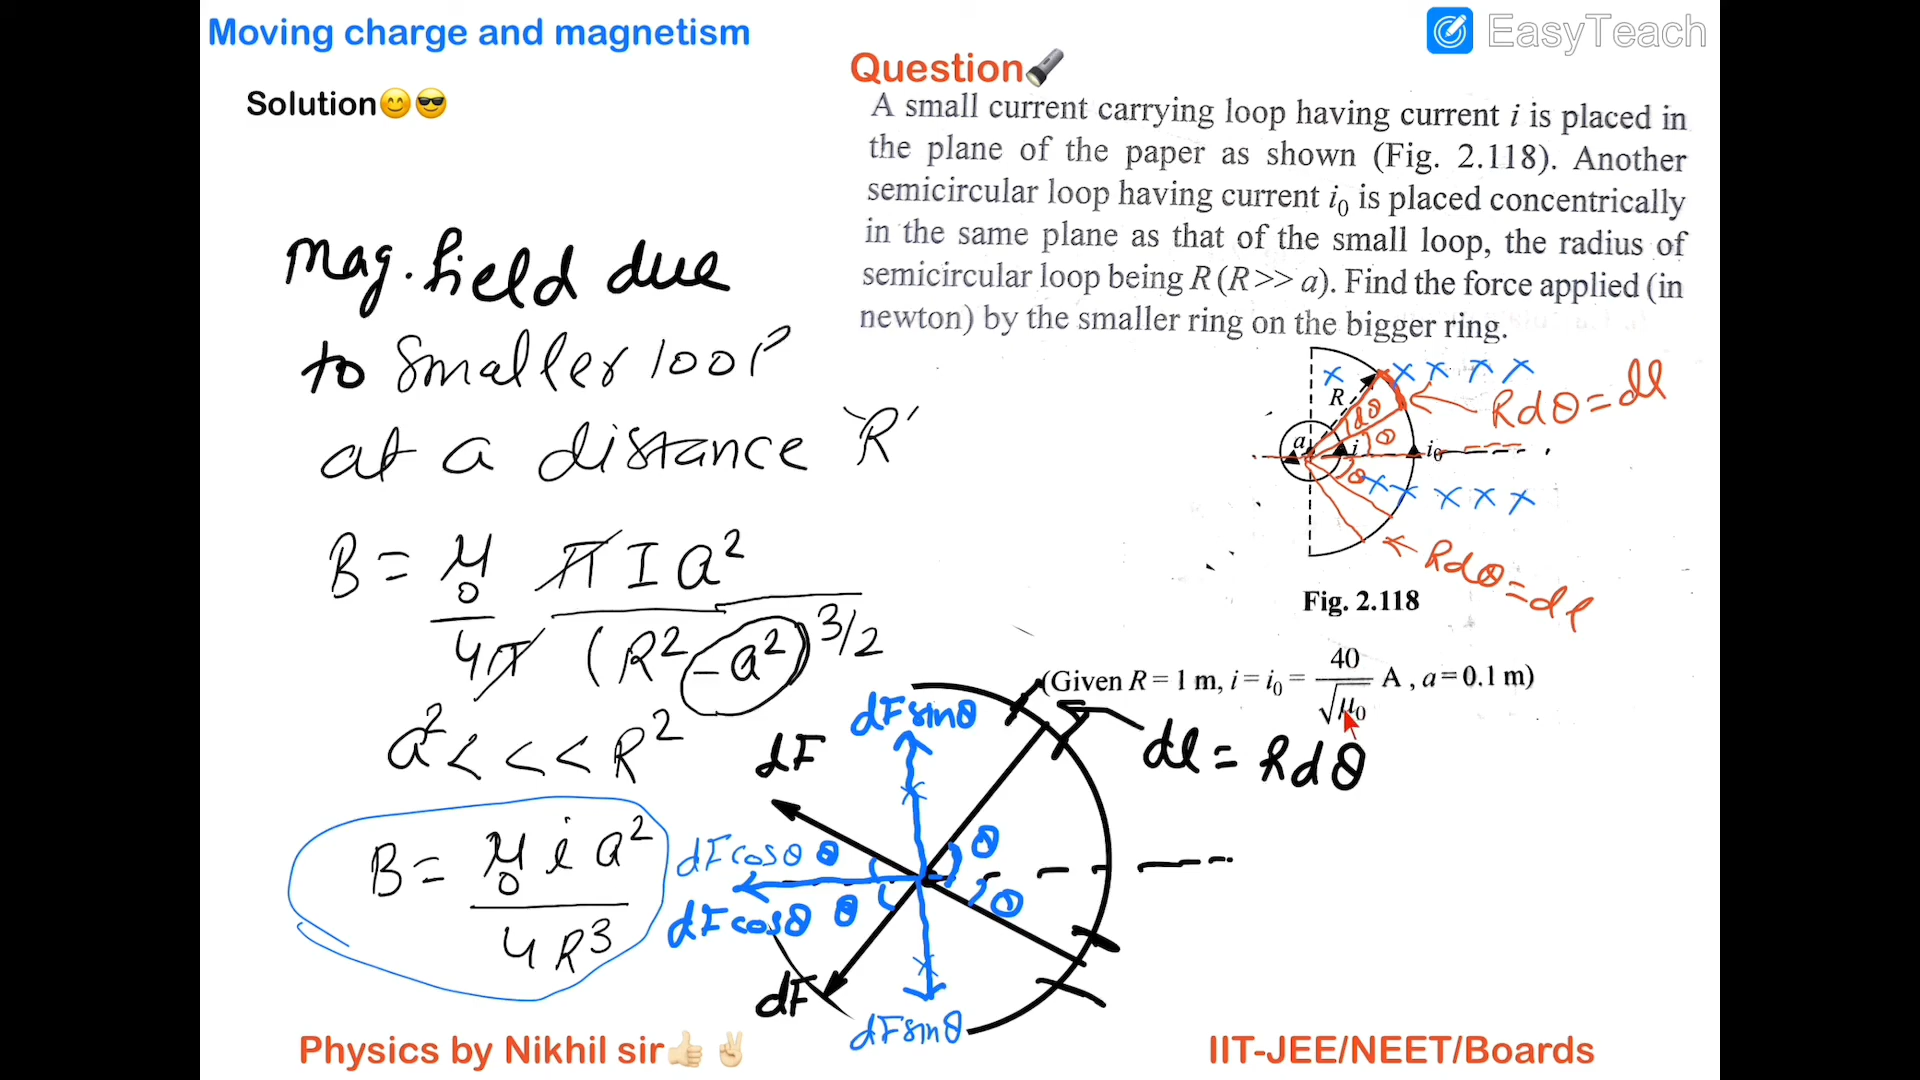 Moving charge and magnetism
EasyTeach
Solution😊😎
Question🔦
A small current carrying loop having current i is placed in
the plane of the paper as shown (Fig. 2.118). Another
semicircular loop having current i₀ is placed concentrically
in the same plane as that of the small loop, the radius of
semicircular loop being R (R >> a). Find the force applied (in
newton) by the smaller ring on the bigger ring.
mag. field due
to smaller loop
at a distance 'R'
B = μ₀/4π πIa²/(R² - a²)^3/2
a² <<< R²
B = μ₀ia²/4R³
× × × × ×
R
a
dθ
θ
i
i₀
θ
× × × × ×
Rdθ = dl
Rdθ = dl
Fig. 2.118
(Given R = 1 m, i = i₀ = 40/√μ₀ A , a = 0.1 m)
dl = Rdθ
dF sinθ
dF
dF cosθ θ
dF cosθ θ
θ
θ
dF
dF sinθ
Physics by Nikhil sir👍🏻✌🏻
IIT-JEE/NEET/Boards